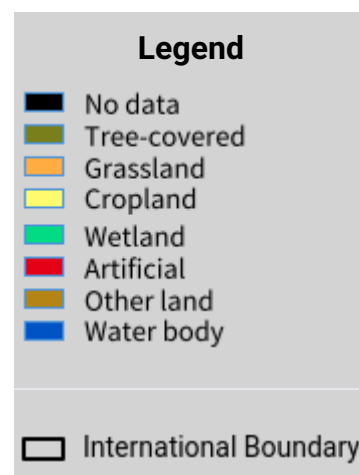 Legend
No data
Tree-covered
Grassland
Cropland
Wetland
Artificial
Other land
Water body
International Boundary